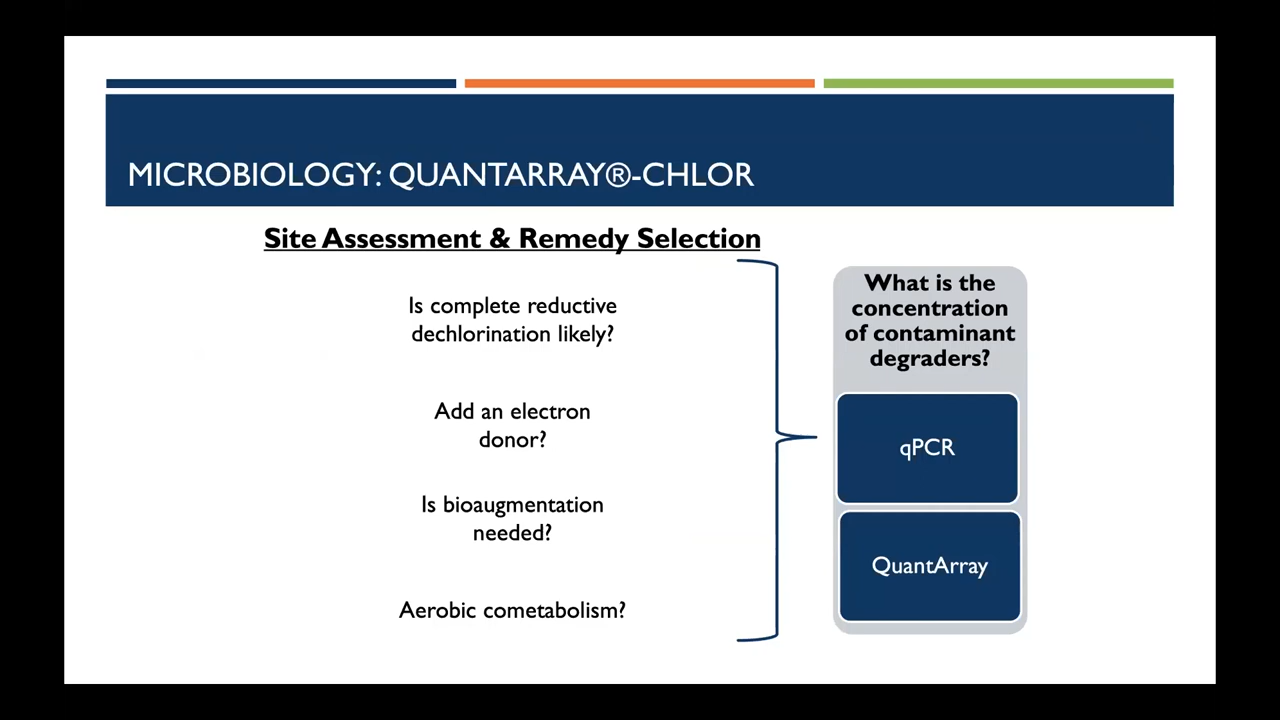 MICROBIOLOGY: QUANTARRAY®-CHLOR
Site Assessment & Remedy Selection
Is complete reductive
dechlorination likely?
Add an electron
donor?
Is bioaugmentation
needed?
Aerobic cometabolism?
What is the
concentration
of contaminant
degraders?
qPCR
QuantArray